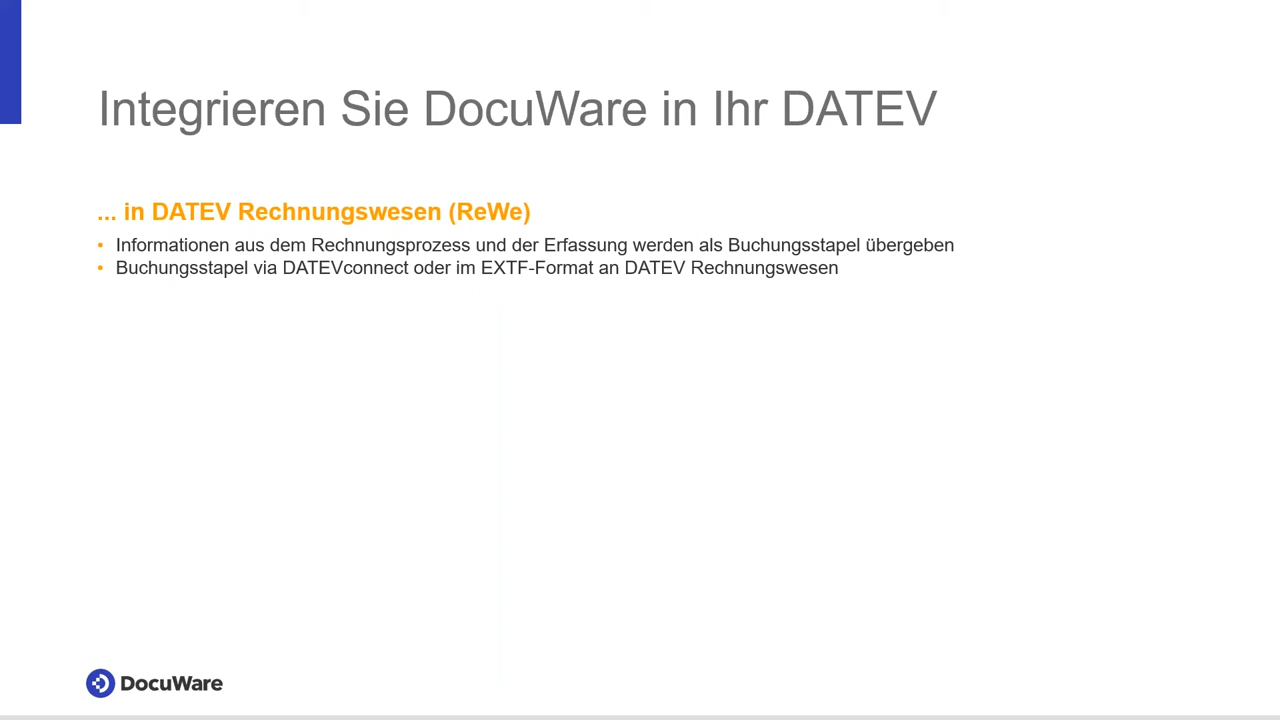 Integrieren Sie DocuWare in Ihr DATEV
... in DATEV Rechnungswesen (ReWe)
• Informationen aus dem Rechnungsprozess und der Erfassung werden als Buchungsstapel übergeben
• Buchungsstapel via DATEVconnect oder im EXTF-Format an DATEV Rechnungswesen
DocuWare